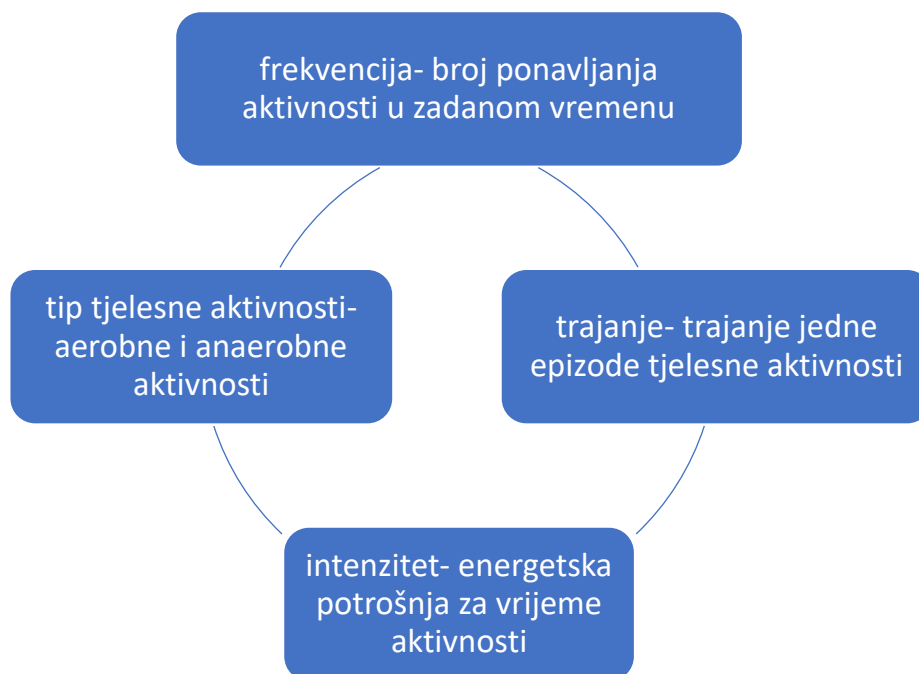 frekvencija- broj ponavljanja
aktivnosti u zadanom vremenu
tip tjelesne aktivnosti-
aerobne i anaerobne
aktivnosti
trajanje- trajanje jedne
epizode tjelesne aktivnosti
intenzitet- energetska
potrošnja za vrijeme
aktivnosti